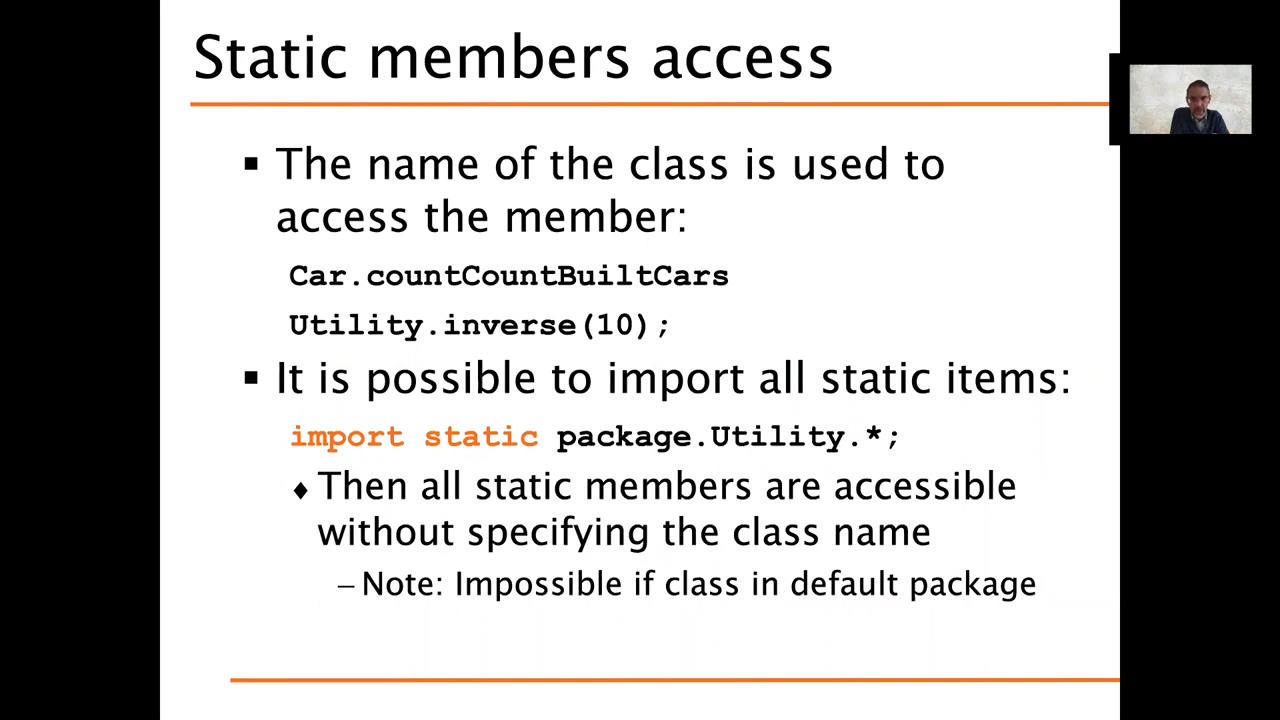 Static members access
▪ The name of the class is used to
access the member:
Car.countCountBuiltCars
Utility.inverse(10);
▪ It is possible to import all static items:
import static package.Utility.*;
♦ Then all static members are accessible
without specifying the class name
– Note: Impossible if class in default package